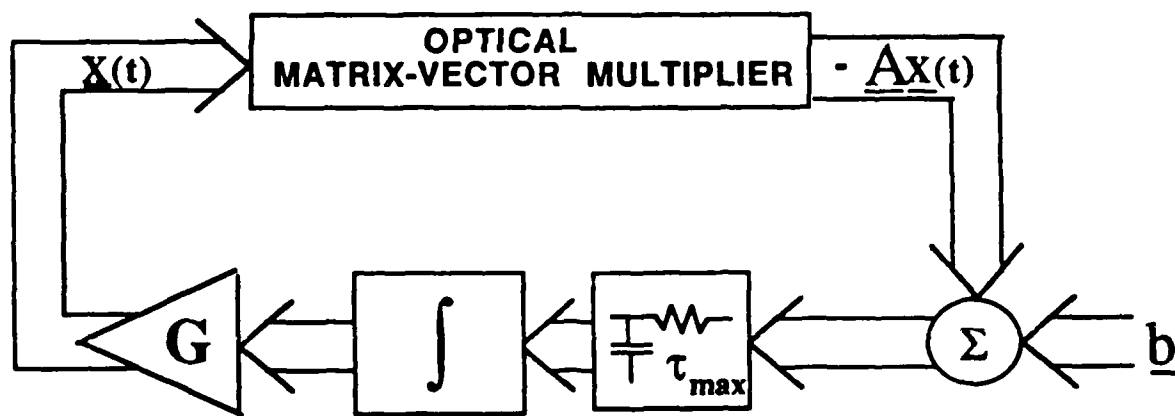 OPTICAL
MATRIX-VECTOR MULTIPLIER
X(t)
- Ax(t)
G
∫
τmax
Σ
b